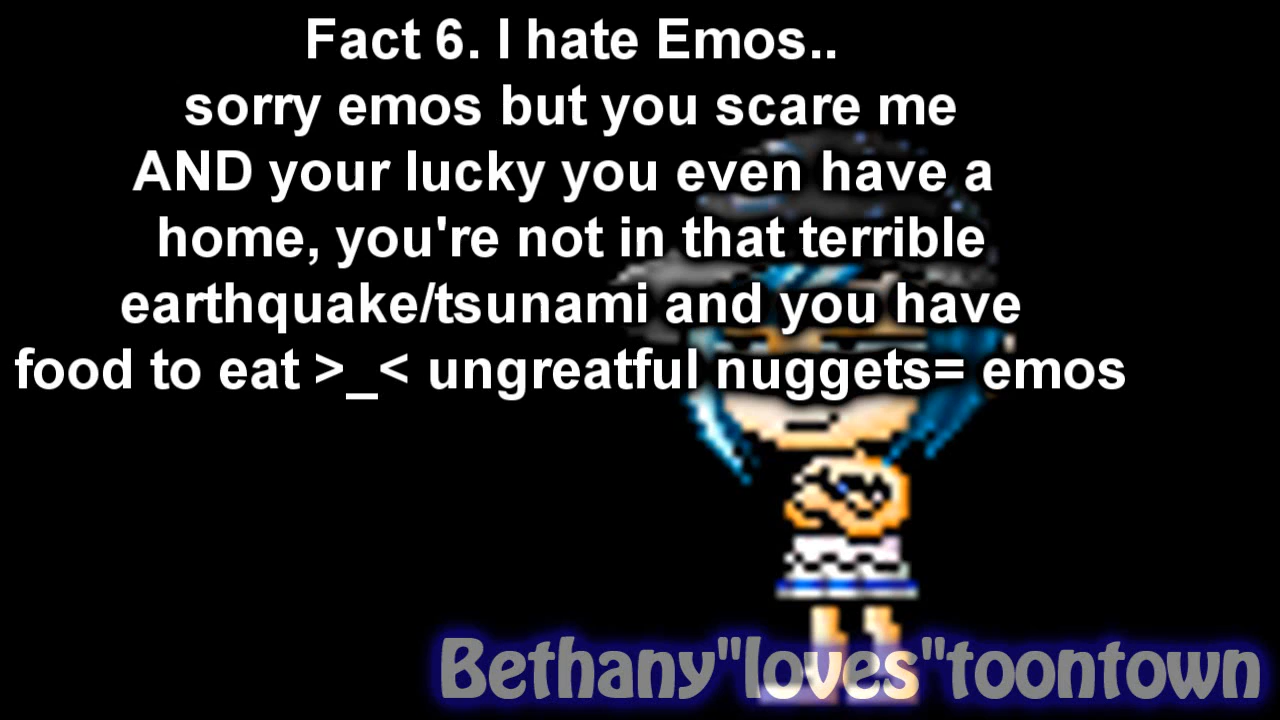 Fact 6. I hate Emos..
sorry emos but you scare me
AND your lucky you even have a
home, you're not in that terrible
earthquake/tsunami and you have
food to eat >_< ungreatful nuggets= emos
Bethany"loves"toontown